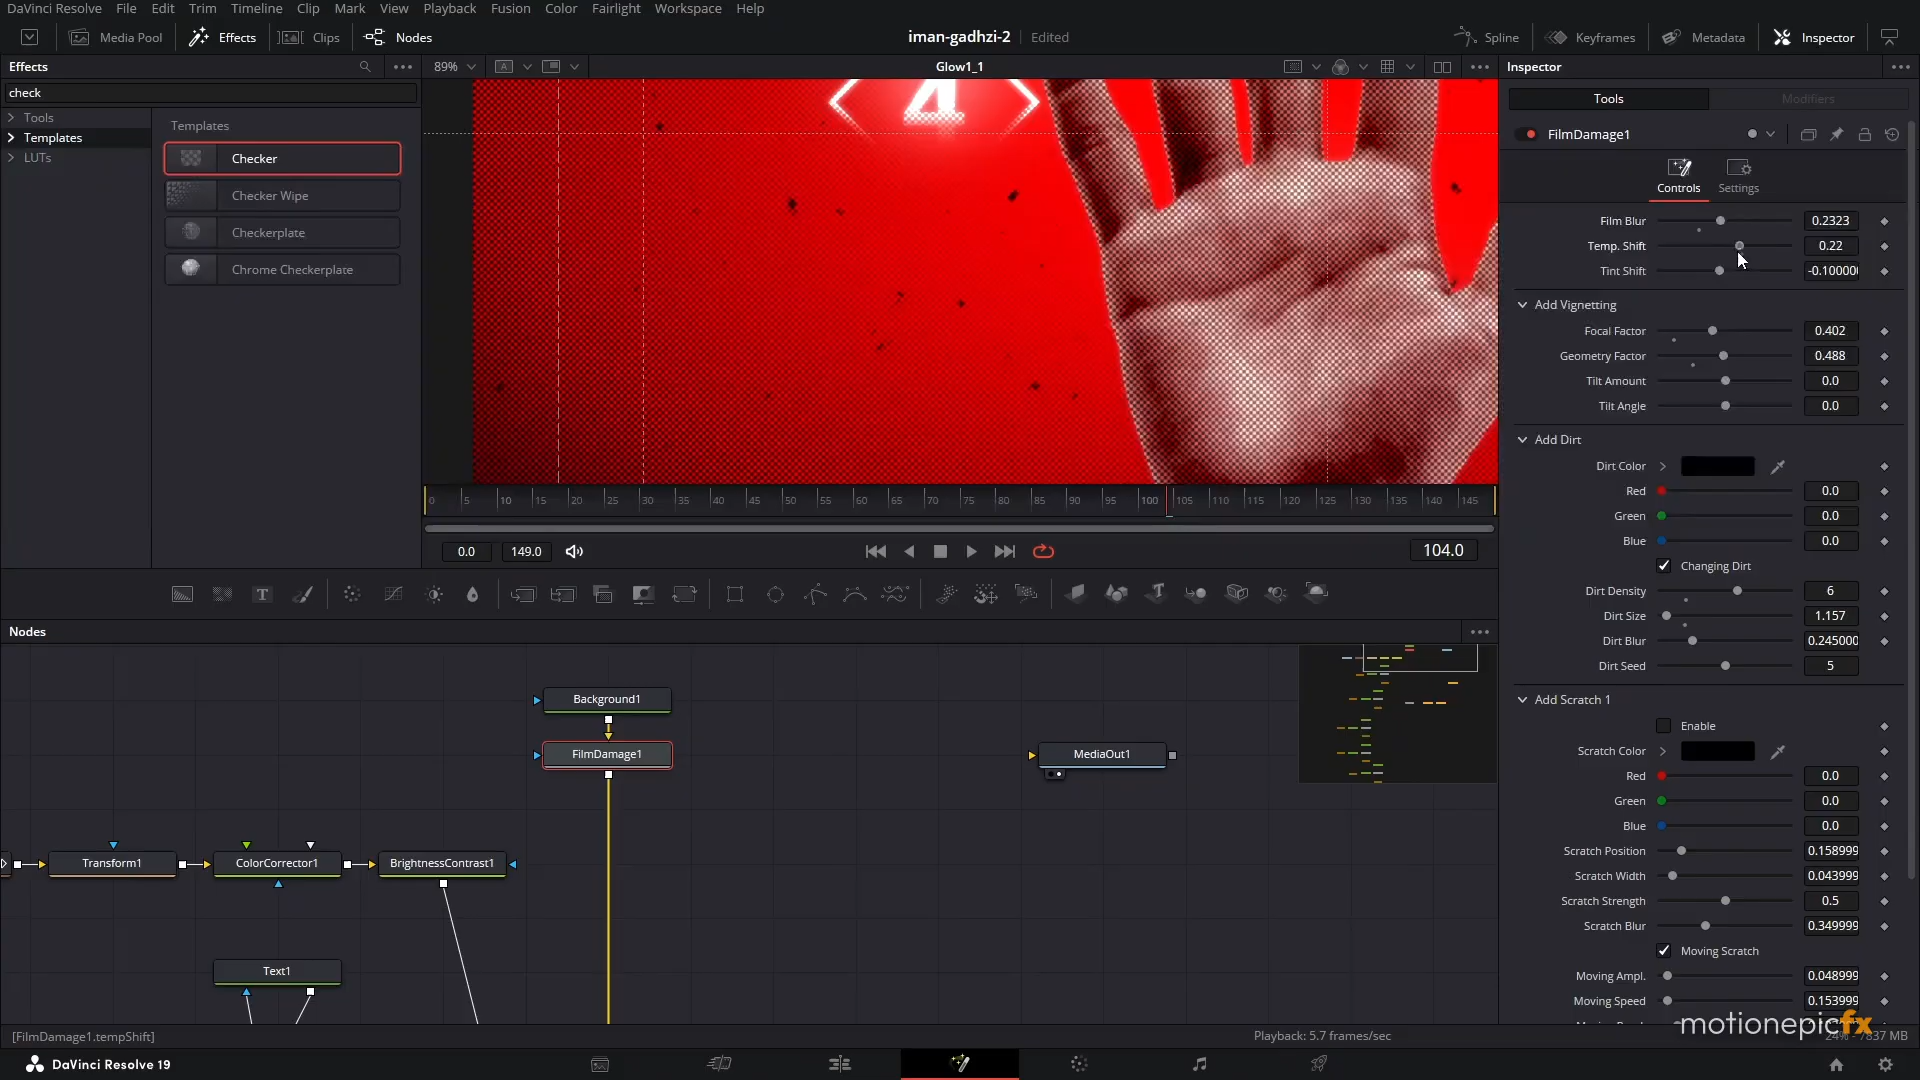 DaVinci Resolve File Edit Trim Timeline Clip Mark View Playback Fusion Color Fairlight Workspace Help
Media Pool Effects Clips Nodes iman-gadhzi-2 Edited Spline Keyframes Metadata Inspector
Effects 89% A Glow1_1 Inspector
check
Tools
Templates
LUTs
Templates
Checker
Checker Wipe
Checkerplate
Chrome Checkerplate
4
Tools Modifiers
FilmDamage1
Controls Settings
Film Blur 0.2323
Temp. Shift 0.22
Tint Shift -0.10000
Add Vignetting
Focal Factor 0.402
Geometry Factor 0.488
Tilt Amount 0.0
Tilt Angle 0.0
Add Dirt
Dirt Color
Red 0.0
Green 0.0
Blue 0.0
Changing Dirt
Dirt Density 6
Dirt Size 1.157
Dirt Blur 0.245000
Dirt Seed 5
Add Scratch 1
Enable
Scratch Color
Red 0.0
Green 0.0
Blue 0.0
Scratch Position 0.158999
Scratch Width 0.043999
Scratch Strength 0.5
Scratch Blur 0.349999
Moving Scratch
Moving Ampl. 0.048999
Moving Speed 0.153999
0 5 10 15 20 25 30 35 40 45 50 55 60 65 70 75 80 85 90 95 100 105 110 115 120 125 130 135 140 145
0.0 149.0 104.0
T T
Nodes
Background1
FilmDamage1
MediaOut1
Transform1 ColorCorrector1 BrightnessContrast1
Text1
[FilmDamage1.tempShift] Playback: 5.7 frames/sec 24% - 7837 MB
motionepicfx
DaVinci Resolve 19